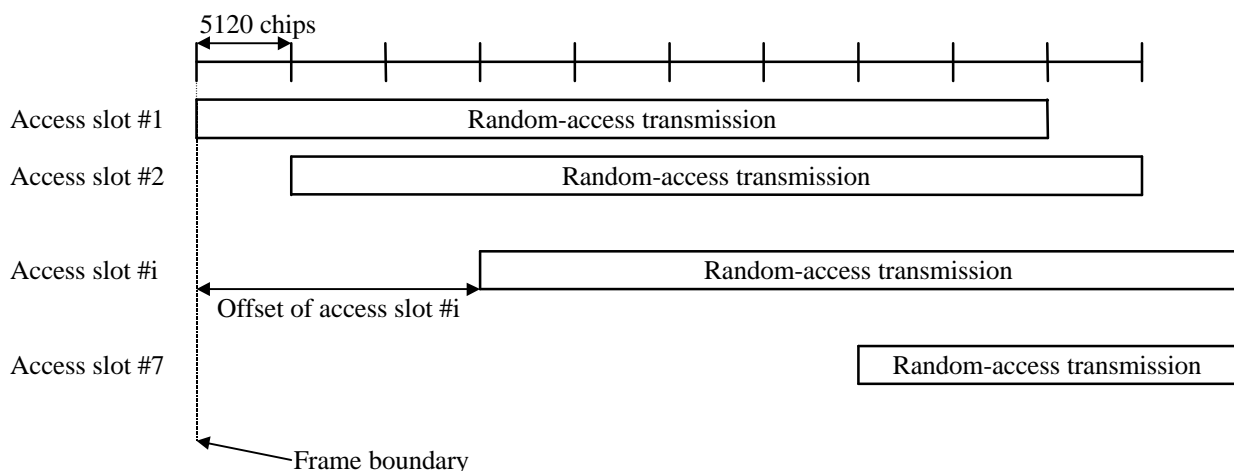 5120 chips
Access slot #1
Random-access transmission
Access slot #2
Random-access transmission
Access slot #i
Random-access transmission
Offset of access slot #i
Access slot #7
Random-access transmission
Frame boundary